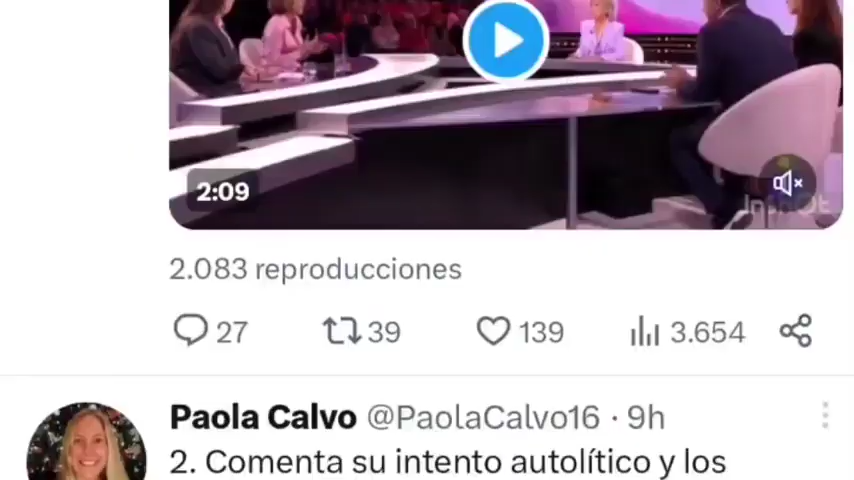 2:09
InShOt
2.083 reproducciones
27 39 139 3.654
Paola Calvo @PaolaCalvo16 · 9h
2. Comenta su intento autolítico y los